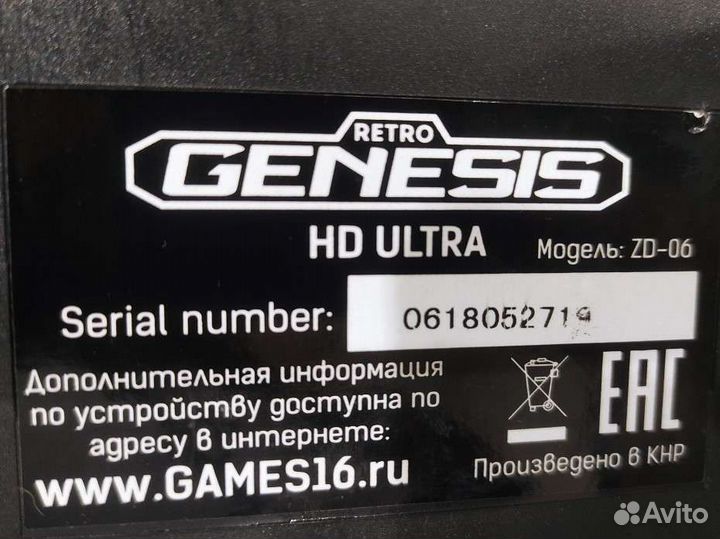 RETRO
GENESIS
HD ULTRA Модель: ZD-06
Serial number: 0618052719
Дополнительная информация
по устройству доступна по
адресу в интернете:
www.GAMES16.ru
EAC
Произведено в КНР
Avito